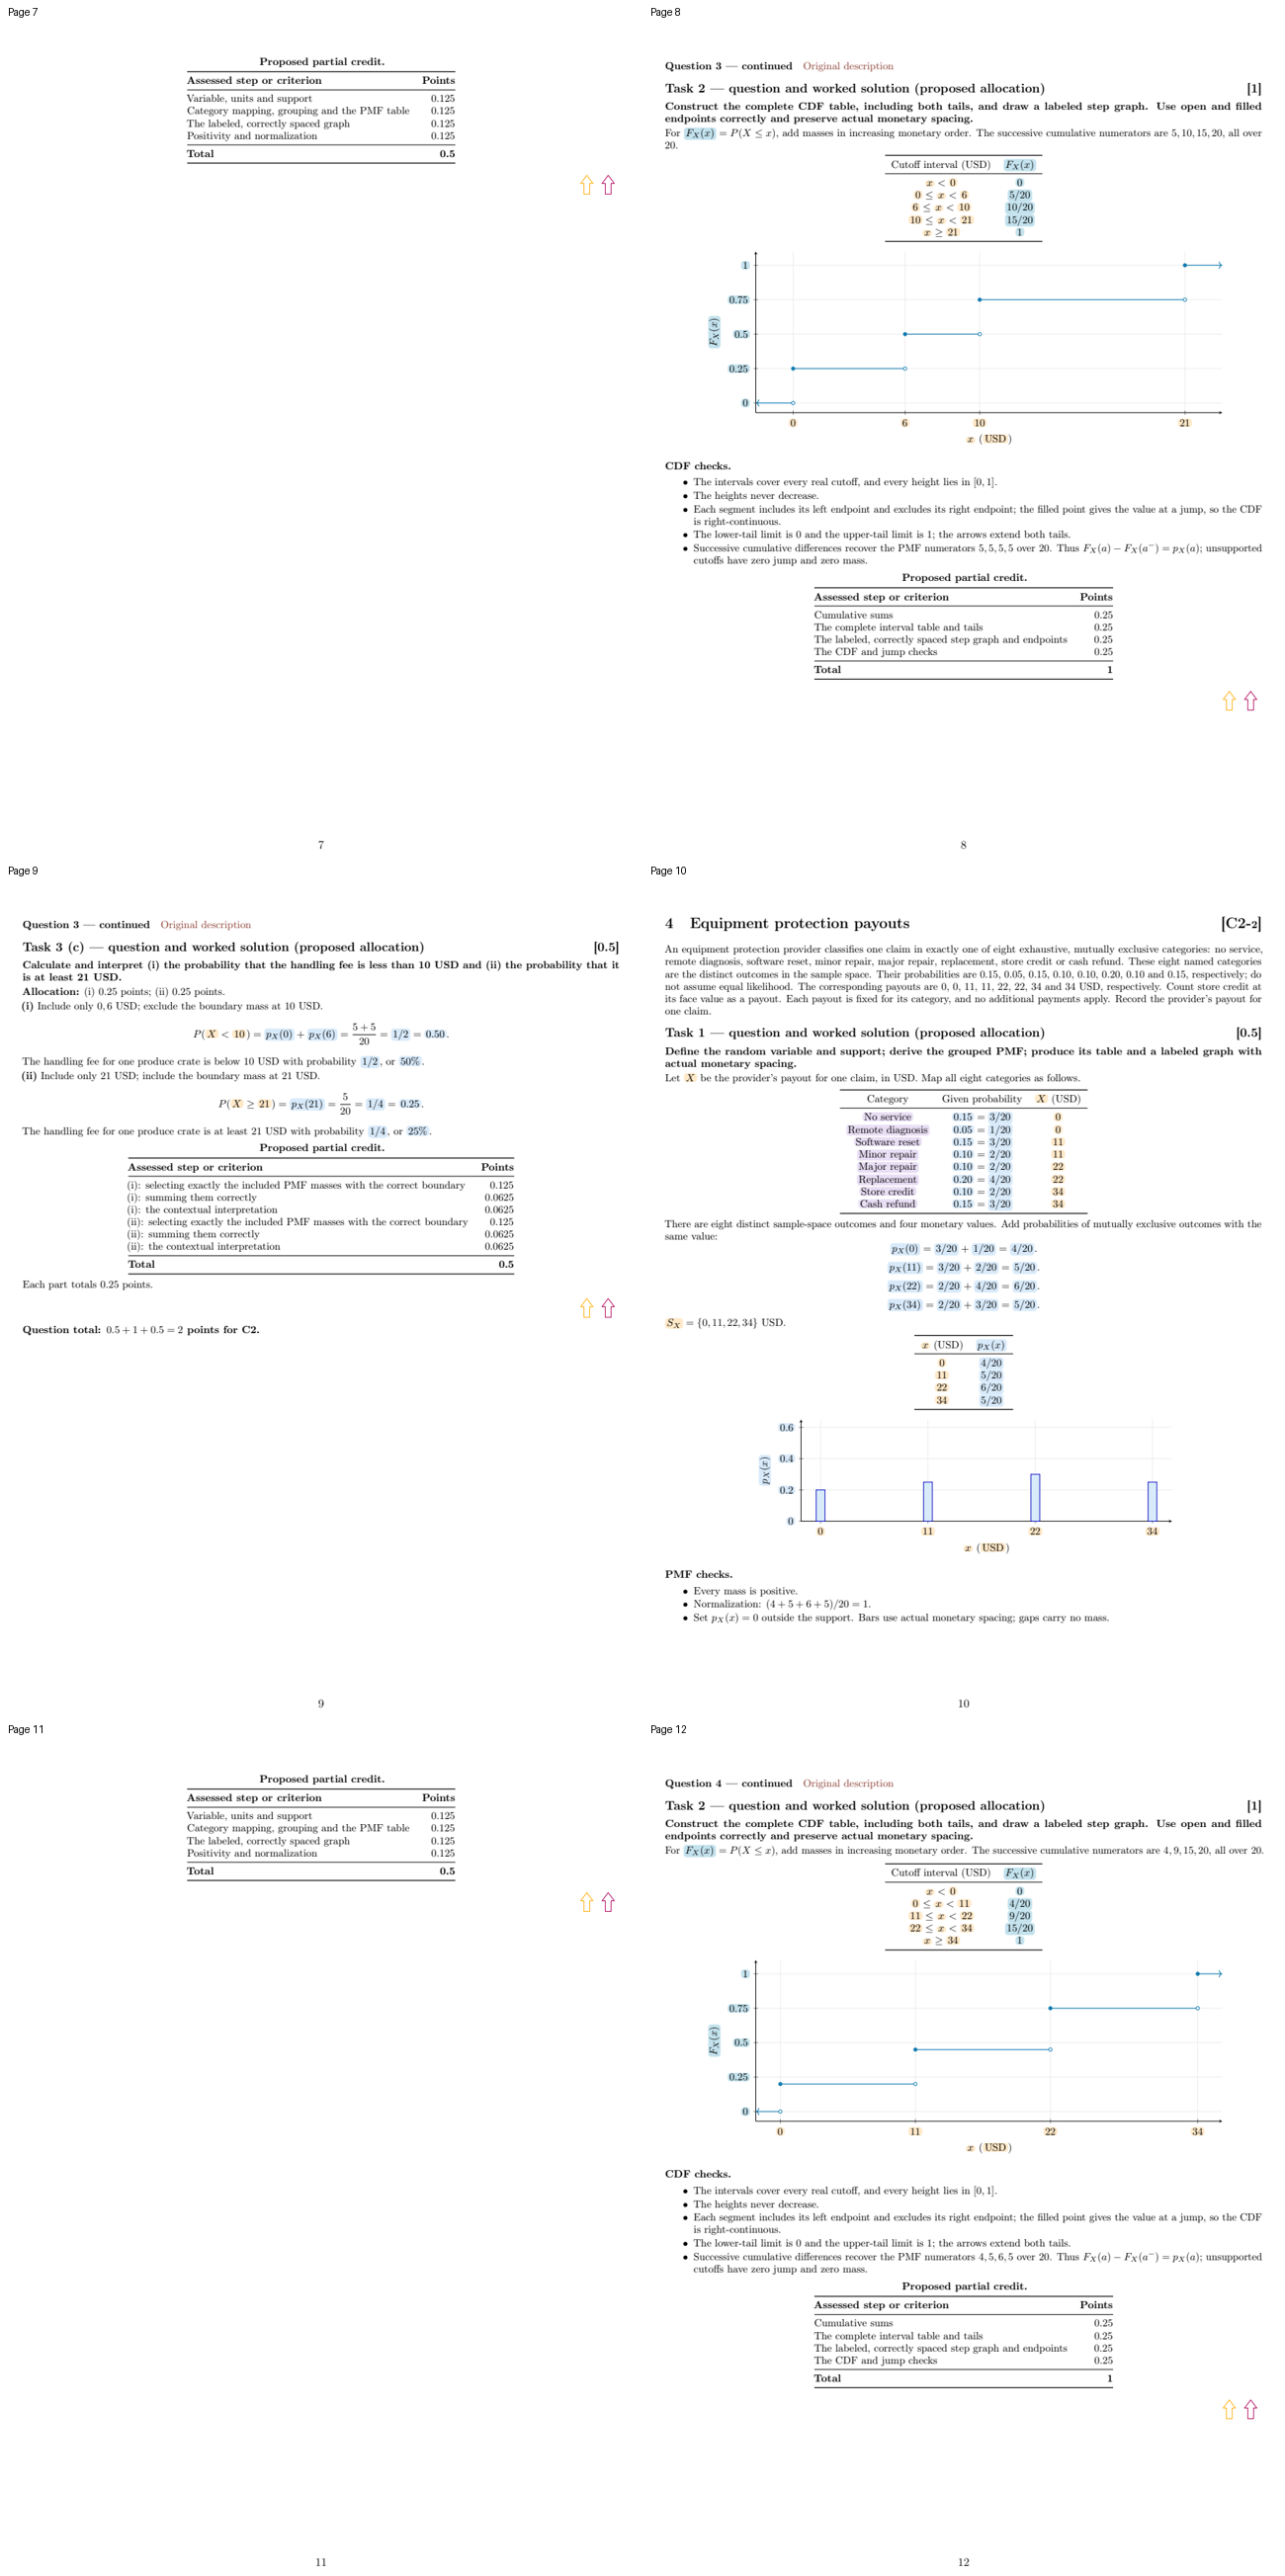 Page 7
Proposed partial credit.
Assessed step or criterion Points
Variable, units and support 0.125
Category mapping, grouping and the PMF table 0.125
The labeled, correctly spaced graph 0.125
Positivity and normalization 0.125
Total 0.5
7
Page 8
Question 3 — continued Original description
Task 2 — question and worked solution (proposed allocation) [1]
Construct the complete CDF table, including both tails, and draw a labeled step graph. Use open and filled
endpoints correctly and preserve actual monetary spacing.
For F_X(x) = P(X ≤ x), add masses in increasing monetary order. The successive cumulative numerators are 5, 10, 15, 20, all over
20.
Cutoff interval (USD) F_X(x)
x < 0 0
0 ≤ x < 6 5/20
6 ≤ x < 10 10/20
10 ≤ x < 21 15/20
x ≥ 21 1
1
0.75
0.5
0.25
0
F_X(x)
0 6 10 21
x (USD)
CDF checks.
• The intervals cover every real cutoff, and every height lies in [0, 1].
• The heights never decrease.
• Each segment includes its left endpoint and excludes its right endpoint; the filled point gives the value at a jump, so the CDF
is right-continuous.
• The lower-tail limit is 0 and the upper-tail limit is 1; the arrows extend both tails.
• Successive cumulative differences recover the PMF numerators 5, 5, 5, 5 over 20. Thus F_X(a) − F_X(a⁻) = p_X(a); unsupported
cutoffs have zero jump and zero mass.
Proposed partial credit.
Assessed step or criterion Points
Cumulative sums 0.25
The complete interval table and tails 0.25
The labeled, correctly spaced step graph and endpoints 0.25
The CDF and jump checks 0.25
Total 1
8
Page 9
Question 3 — continued Original description
Task 3 (c) — question and worked solution (proposed allocation) [0.5]
Calculate and interpret (i) the probability that the handling fee is less than 10 USD and (ii) the probability that it
is at least 21 USD.
Allocation: (i) 0.25 points; (ii) 0.25 points.
(i) Include only 0, 6 USD; exclude the boundary mass at 10 USD.
P(X < 10) = p_X(0) + p_X(6) = (5 + 5)/20 = 1/2 = 0.50.
The handling fee for one produce crate is below 10 USD with probability 1/2, or 50%.
(ii) Include only 21 USD; include the boundary mass at 21 USD.
P(X ≥ 21) = p_X(21) = 5/20 = 1/4 = 0.25.
The handling fee for one produce crate is at least 21 USD with probability 1/4, or 25%.
Proposed partial credit.
Assessed step or criterion Points
(i): selecting exactly the included PMF masses with the correct boundary 0.125
(i): summing them correctly 0.0625
(i): the contextual interpretation 0.0625
(ii): selecting exactly the included PMF masses with the correct boundary 0.125
(ii): summing them correctly 0.0625
(ii): the contextual interpretation 0.0625
Total 0.5
Each part totals 0.25 points.
Question total: 0.5 + 1 + 0.5 = 2 points for C2.
9
Page 10
4 Equipment protection payouts [C2-2]
An equipment protection provider classifies one claim in exactly one of eight exhaustive, mutually exclusive categories: no service,
remote diagnosis, software reset, minor repair, major repair, replacement, store credit or cash refund. These eight named categories
are the distinct outcomes in the sample space. Their probabilities are 0.15, 0.05, 0.15, 0.10, 0.10, 0.20, 0.10 and 0.15, respectively; do
not assume equal likelihood. The corresponding payouts are 0, 0, 11, 11, 22, 22, 34 and 34 USD, respectively. Count store credit at
its face value as a payout. Each payout is fixed for its category, and no additional payments apply. Record the provider's payout for
one claim.
Task 1 — question and worked solution (proposed allocation) [0.5]
Define the random variable and support; derive the grouped PMF; produce its table and a labeled graph with
actual monetary spacing.
Let X be the provider's payout for one claim, in USD. Map all eight categories as follows.
Category Given probability X (USD)
No service 0.15 = 3/20 0
Remote diagnosis 0.05 = 1/20 0
Software reset 0.15 = 3/20 11
Minor repair 0.10 = 2/20 11
Major repair 0.10 = 2/20 22
Replacement 0.20 = 4/20 22
Store credit 0.10 = 2/20 34
Cash refund 0.15 = 3/20 34
There are eight distinct sample-space outcomes and four monetary values. Add probabilities of mutually exclusive outcomes with the
same value:
p_X(0) = 3/20 + 1/20 = 4/20.
p_X(11) = 3/20 + 2/20 = 5/20.
p_X(22) = 2/20 + 4/20 = 6/20.
p_X(34) = 2/20 + 3/20 = 5/20.
S_X = {0, 11, 22, 34} USD.
x (USD) p_X(x)
0 4/20
11 5/20
22 6/20
34 5/20
0.6
0.4
0.2
0
p_X(x)
0 11 22 34
x (USD)
PMF checks.
• Every mass is positive.
• Normalization: (4 + 5 + 6 + 5)/20 = 1.
• Set p_X(x) = 0 outside the support. Bars use actual monetary spacing; gaps carry no mass.
10
Page 11
Proposed partial credit.
Assessed step or criterion Points
Variable, units and support 0.125
Category mapping, grouping and the PMF table 0.125
The labeled, correctly spaced graph 0.125
Positivity and normalization 0.125
Total 0.5
11
Page 12
Question 4 — continued Original description
Task 2 — question and worked solution (proposed allocation) [1]
Construct the complete CDF table, including both tails, and draw a labeled step graph. Use open and filled
endpoints correctly and preserve actual monetary spacing.
For F_X(x) = P(X ≤ x), add masses in increasing monetary order. The successive cumulative numerators are 4, 9, 15, 20, all over 20.
Cutoff interval (USD) F_X(x)
x < 0 0
0 ≤ x < 11 4/20
11 ≤ x < 22 9/20
22 ≤ x < 34 15/20
x ≥ 34 1
1
0.75
0.5
0.25
0
F_X(x)
0 11 22 34
x (USD)
CDF checks.
• The intervals cover every real cutoff, and every height lies in [0, 1].
• The heights never decrease.
• Each segment includes its left endpoint and excludes its right endpoint; the filled point gives the value at a jump, so the CDF
is right-continuous.
• The lower-tail limit is 0 and the upper-tail limit is 1; the arrows extend both tails.
• Successive cumulative differences recover the PMF numerators 4, 5, 6, 5 over 20. Thus F_X(a) − F_X(a⁻) = p_X(a); unsupported
cutoffs have zero jump and zero mass.
Proposed partial credit.
Assessed step or criterion Points
Cumulative sums 0.25
The complete interval table and tails 0.25
The labeled, correctly spaced step graph and endpoints 0.25
The CDF and jump checks 0.25
Total 1
12